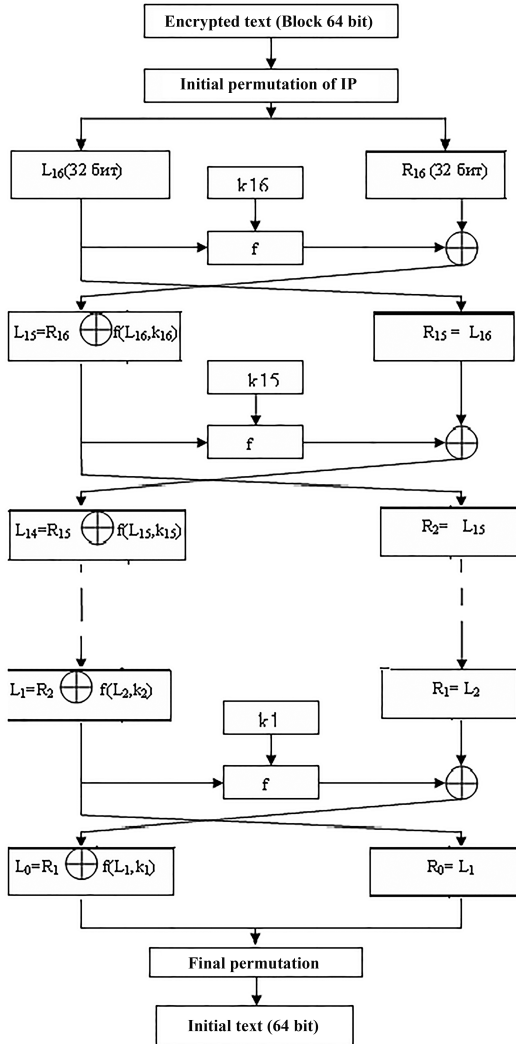 Encrypted text (Block 64 bit)
Initial permutation of IP
L16(32 бит)
R16 (32 бит)
k16
f
L15=R16 ⊕ f(L16,k16)
R15 = L16
k15
f
L14=R15 ⊕ f(L15,k15)
R2= L15
L1=R2 ⊕ f(L2,k2)
R1= L2
k1
f
L0=R1 ⊕ f(L1,k1)
R0=L1
Final permutation
Initial text (64 bit)